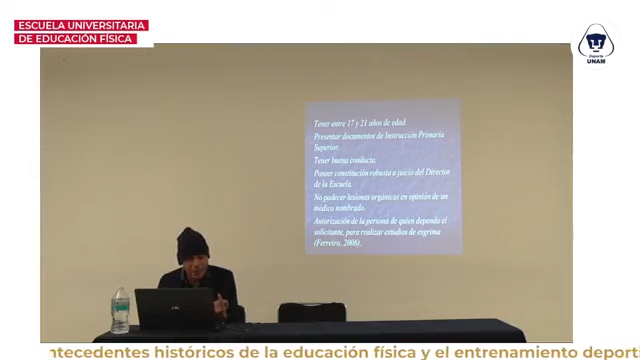 ESCUELA UNIVERSITARIA
DE EDUCACIÓN FÍSICA
Deporte
UNAM
Tener entre 17 y 21 años de edad.
Presentar documentos de Instrucción Primaria
Superior.
Tener buena conducta.
Poseer constitución robusta a juicio del Director
de la Escuela.
No padecer lesiones orgánicas en opinión de un
médico nombrado.
Autorización de la persona de quien dependa el
solicitante, para realizar estudios de esgrima
(Ferreiro, 2006).
ntecedentes históricos de la educación física y el entrenamiento deporti